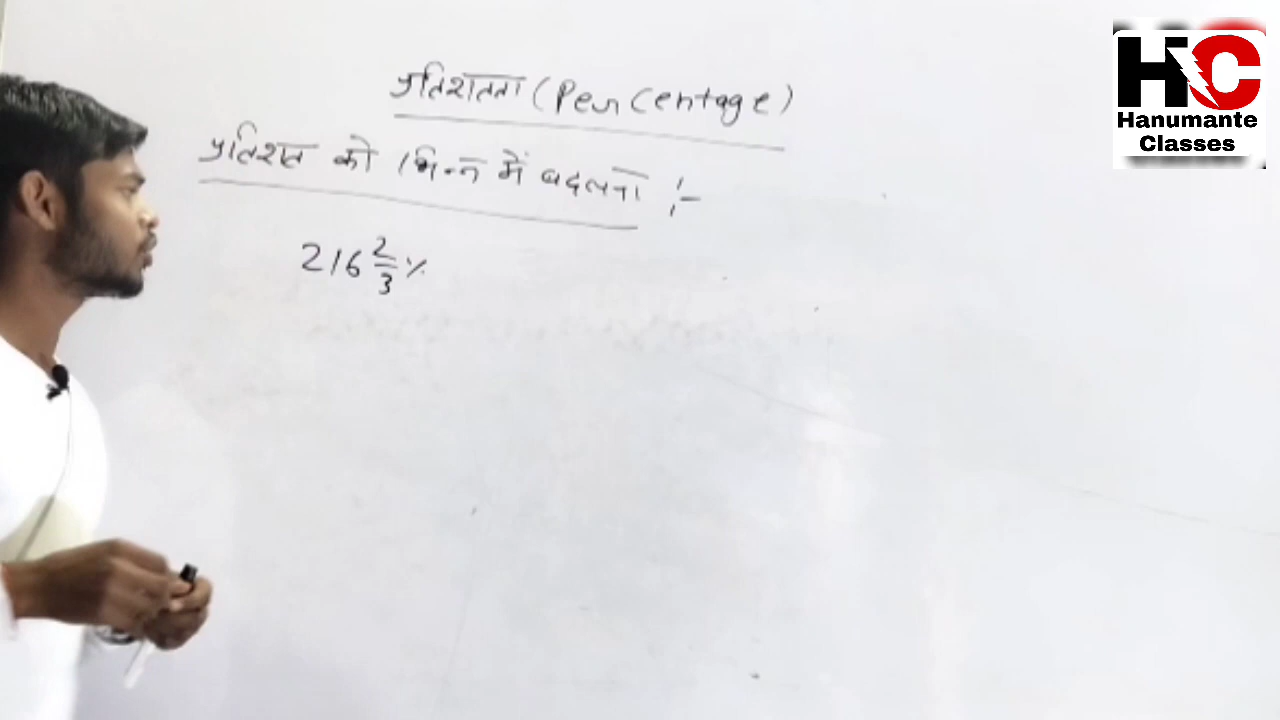 प्रतिशतता (Percentage)
प्रतिशत को भिन्न में बदलना :-
216 2/3 %
HC
Hanumante
Classes